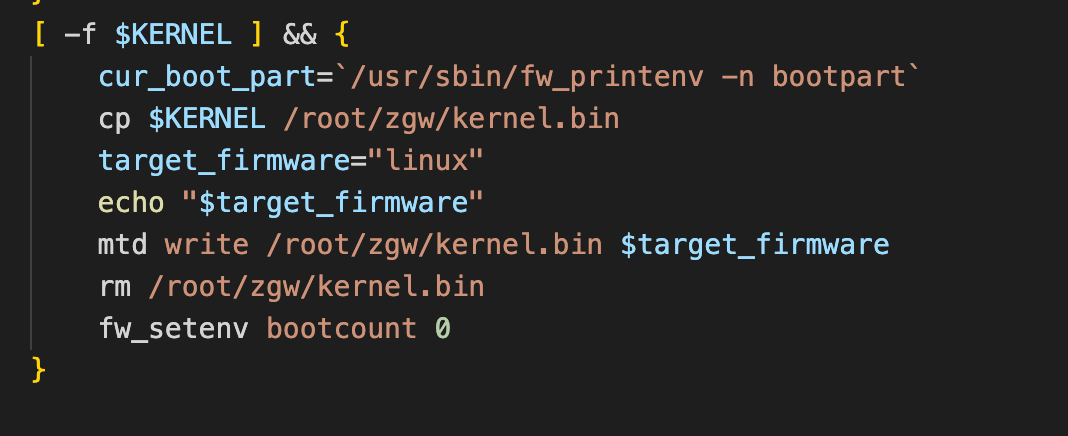 [ -f $KERNEL ] && {
    cur_boot_part=`/usr/sbin/fw_printenv -n bootpart`
    cp $KERNEL /root/zgw/kernel.bin
    target_firmware="linux"
    echo "$target_firmware"
    mtd write /root/zgw/kernel.bin $target_firmware
    rm /root/zgw/kernel.bin
    fw_setenv bootcount 0
}